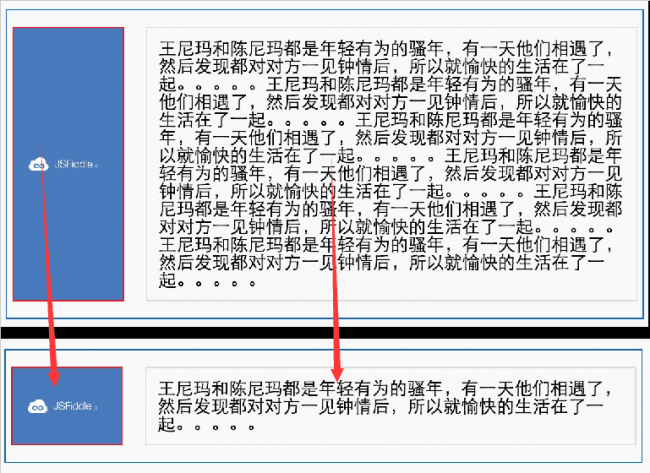 JSFiddle
王尼玛和陈尼玛都是年轻有为的骚年，有一天他们相遇了，
然后发现都对对方一见钟情后，所以就愉快的生活在了一
起。。。。。王尼玛和陈尼玛都是年轻有为的骚年，有一天
他们相遇了，然后发现都对对方一见钟情后，所以就愉快的
生活在了一起。。。。。王尼玛和陈尼玛都是年轻有为的骚
年，有一天他们相遇了，然后发现都对对方一见钟情后，所
以就愉快的生活在了一起。。。。。王尼玛和陈尼玛都是年
轻有为的骚年，有一天他们相遇了，然后发现都对对方一见
钟情后，所以就愉快的生活在了一起。。。。。王尼玛和陈
尼玛都是年轻有为的骚年，有一天他们相遇了，然后发现都
对对方一见钟情后，所以就愉快的生活在了一起。。。。。
王尼玛和陈尼玛都是年轻有为的骚年，有一天他们相遇了，
然后发现都对对方一见钟情后，所以就愉快的生活在了一
起。。。。。
JSFiddle
王尼玛和陈尼玛都是年轻有为的骚年，有一天他们相遇了，
然后发现都对对方一见钟情后，所以就愉快的生活在了一
起。。。。。